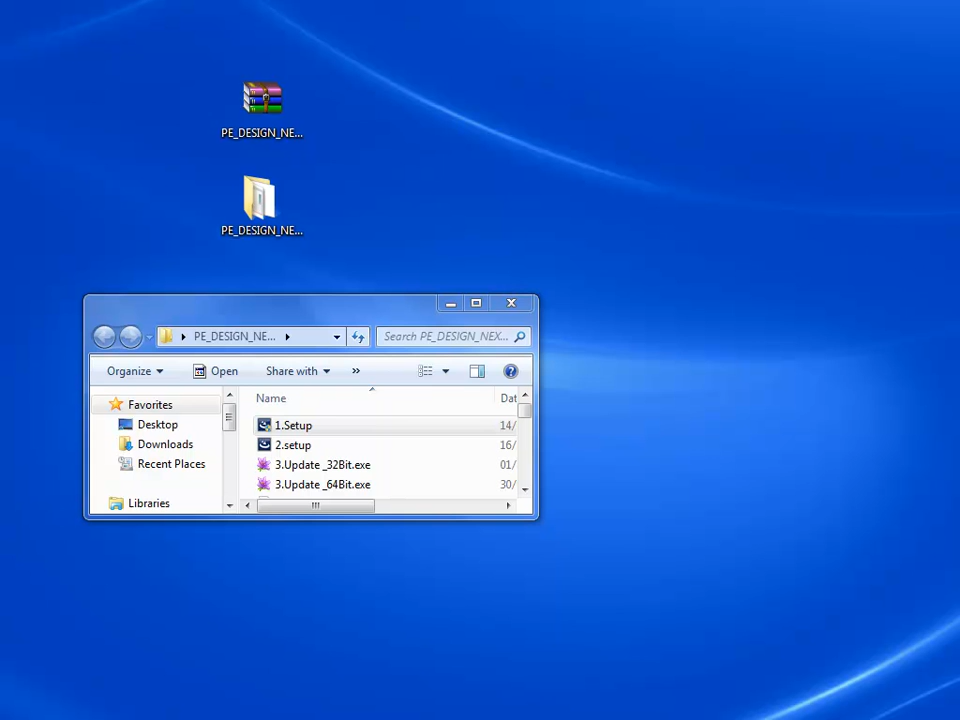 PE_DESIGN_NE...
PE_DESIGN_NE...
PE_DESIGN_NE...
Search PE_DESIGN_NEX...
Organize
Open
Share with
»
Name
Dat
Favorites
Desktop
Downloads
Recent Places
Libraries
1.Setup
14/
2.setup
16/
3.Update _32Bit.exe
01/
3.Update _64Bit.exe
30/